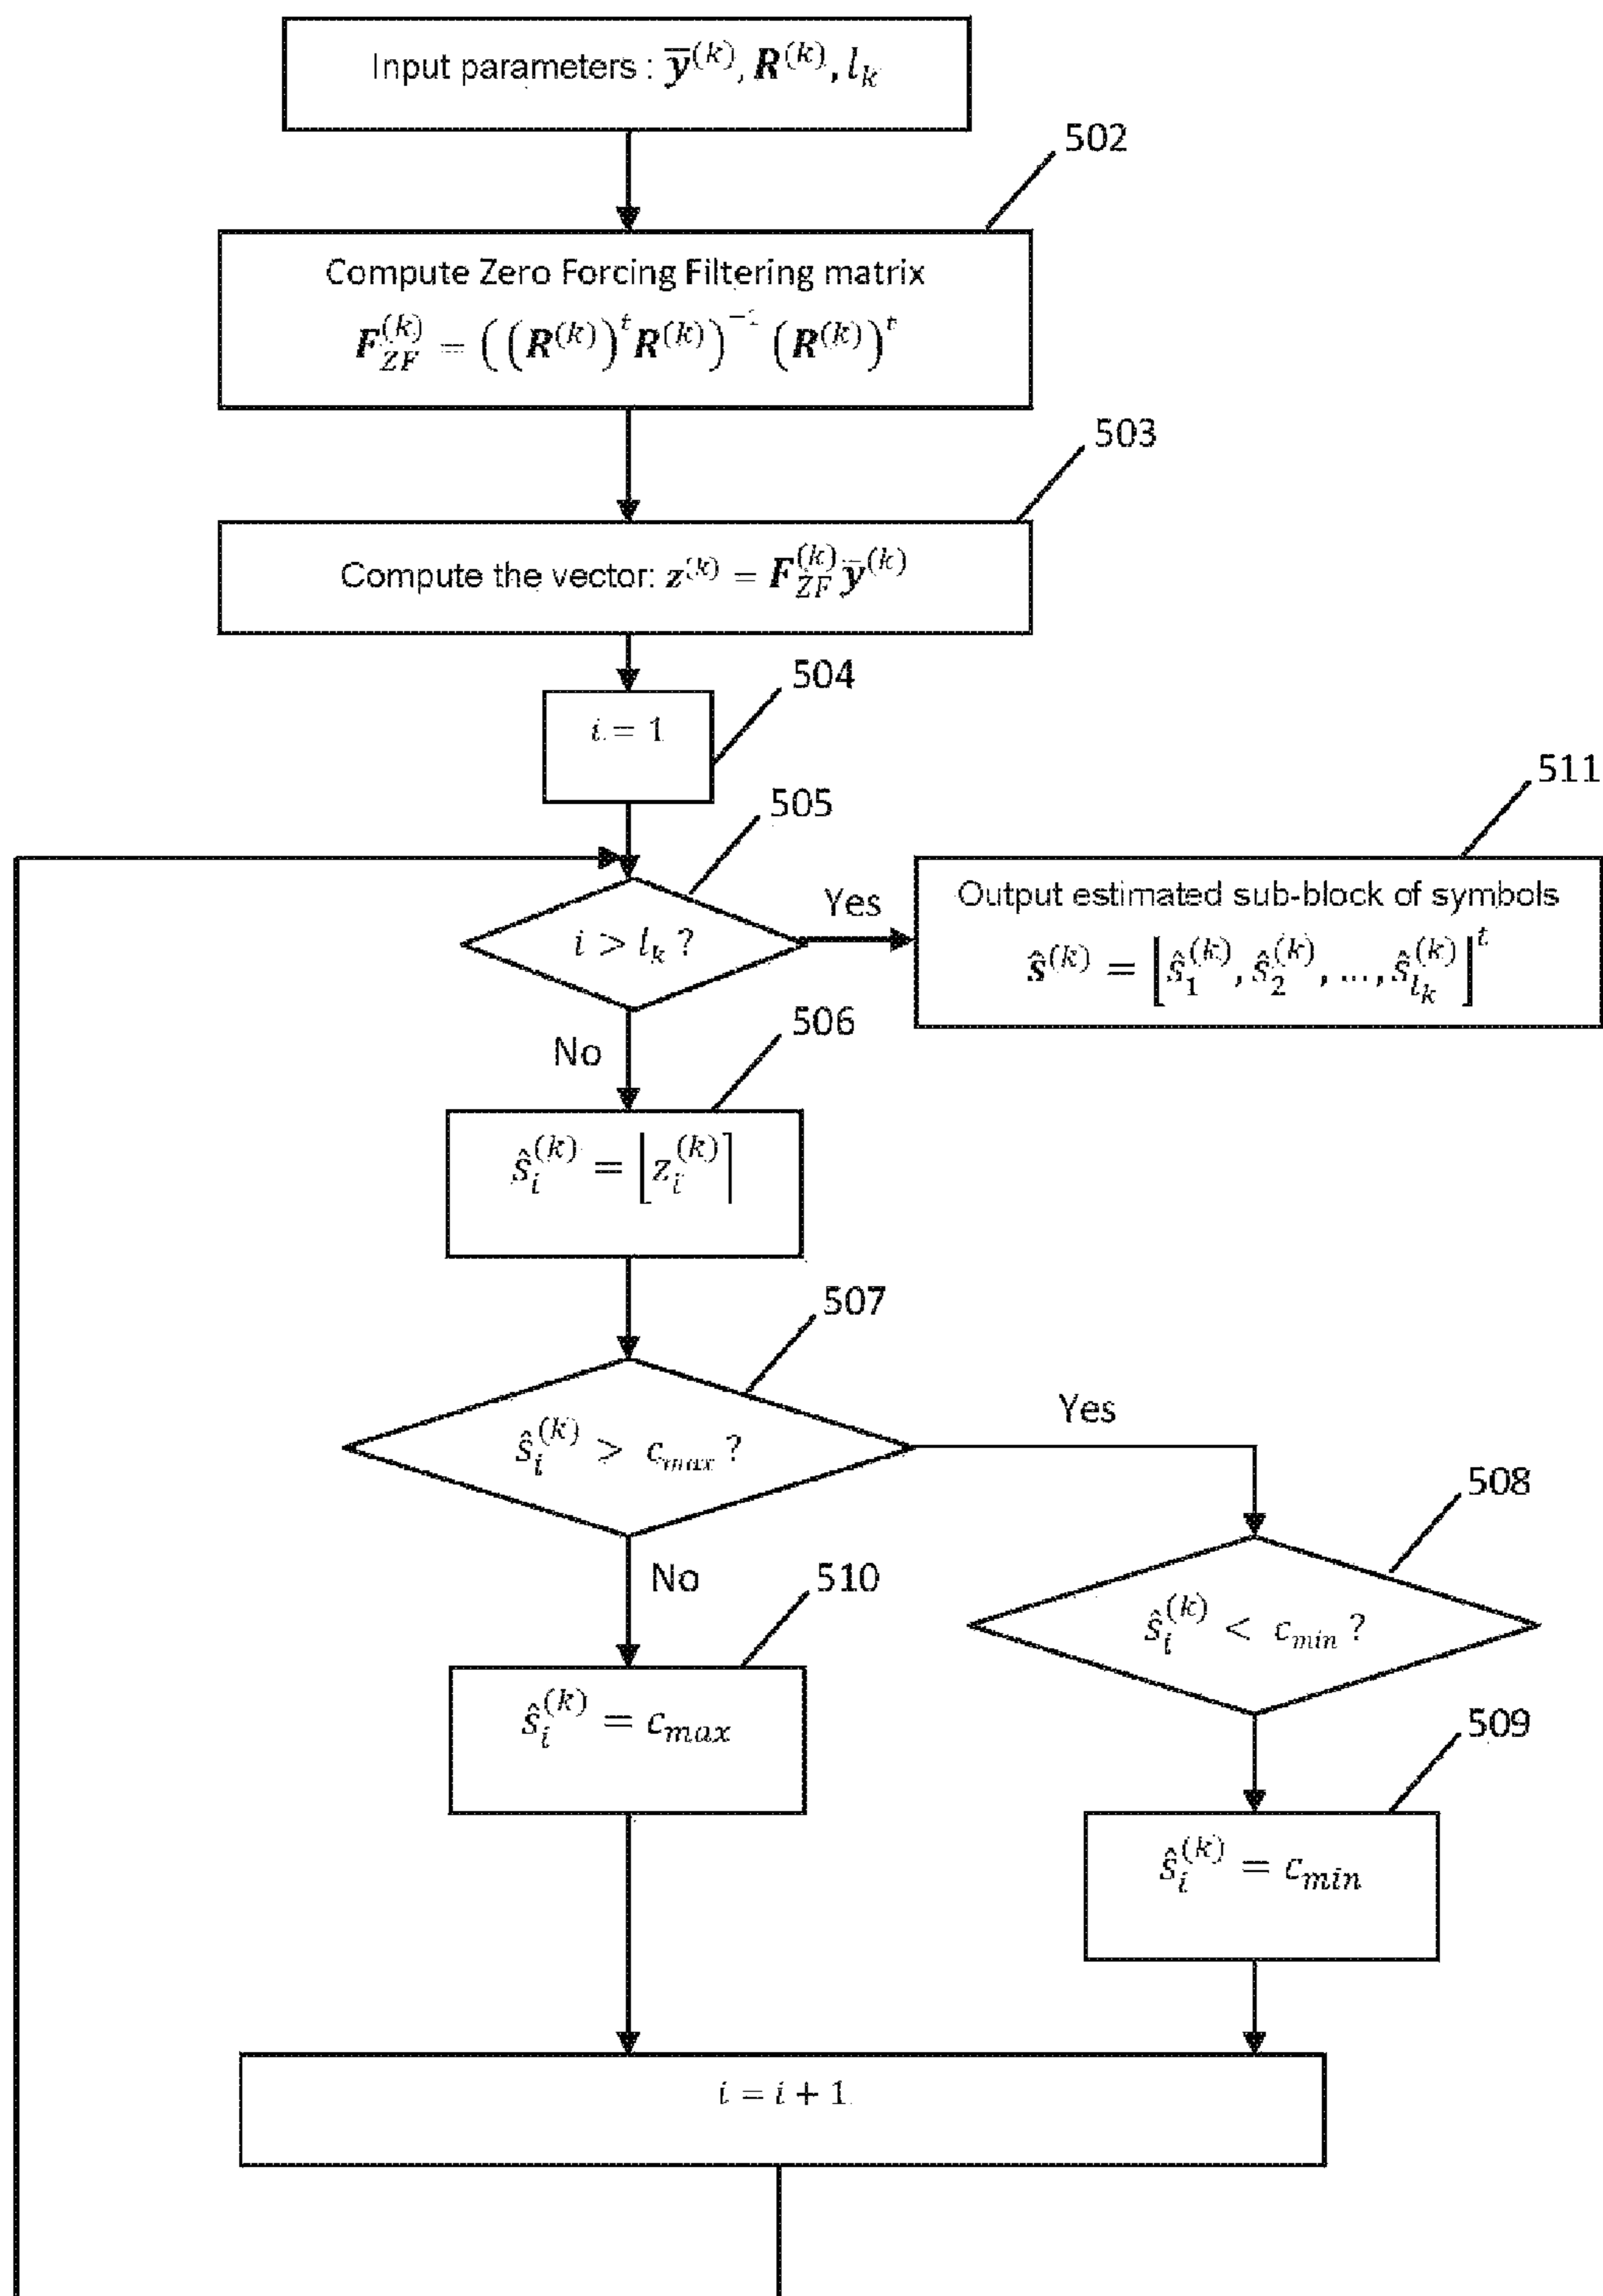 Input parameters : ȳ⁽ᵏ⁾, R⁽ᵏ⁾, lₖ
502
Compute Zero Forcing Filtering matrix
F_ZF^(k) = ((R^(k))^t R^(k))^-1 (R^(k))^t
503
Compute the vector: z^(k) = F_ZF^(k) ȳ^(k)
504
i = 1
505
511
i > l_k ?
Yes
Output estimated sub-block of symbols
ŝ^(k) = [ŝ_1^(k), ŝ_2^(k), ..., ŝ_{l_k}^(k)]^t
No
506
ŝ_i^(k) = ⌊z_i^(k)⌉
507
ŝ_i^(k) > c_max ?
Yes
508
ŝ_i^(k) < c_min ?
No
510
ŝ_i^(k) = c_max
509
ŝ_i^(k) = c_min
i = i + 1